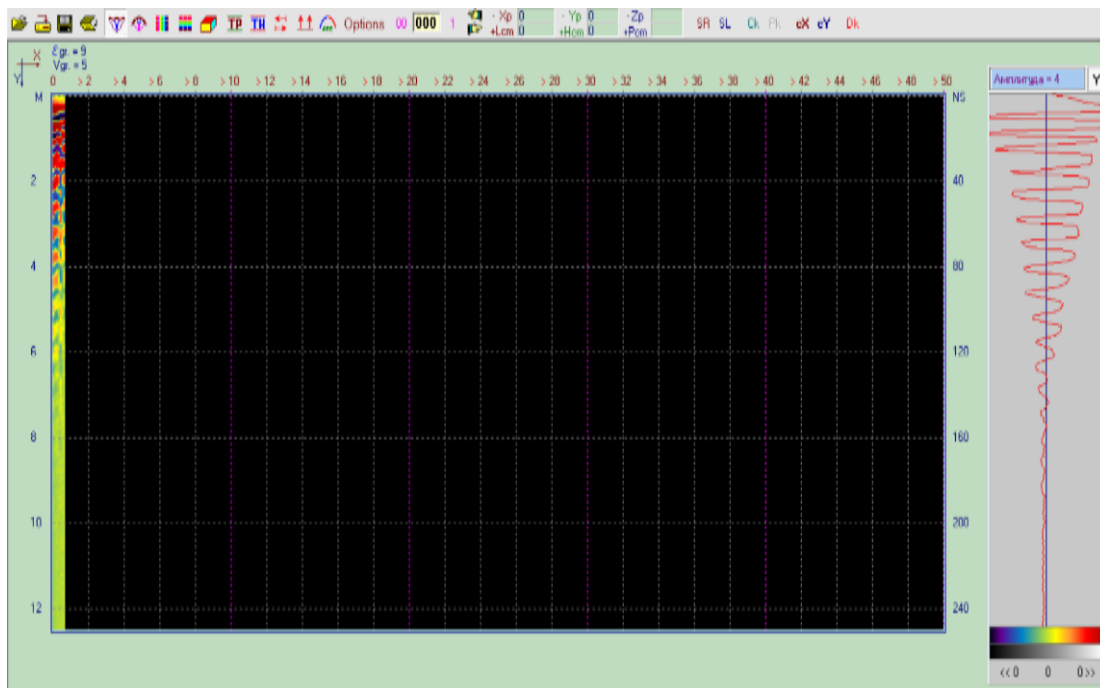 TP TH Options 00 000 1 - Xp 0 - Yp 0 - Zp SR SL Ck Pk cX cY Dk
+Lcm 0 +Hcm 0 +Pcm
X Egr. = 9
Y Vgr. = 5
Амплитуда = 4 Y
0 >2 >4 >6 >8 >10 >12 >14 >16 >18 >20 >22 >24 >26 >28 >30 >32 >34 >36 >38 >40 >42 >44 >46 >48 >50
M NS
2 40
4 80
6 120
8 160
10 200
12 240
<<0 0 0>>